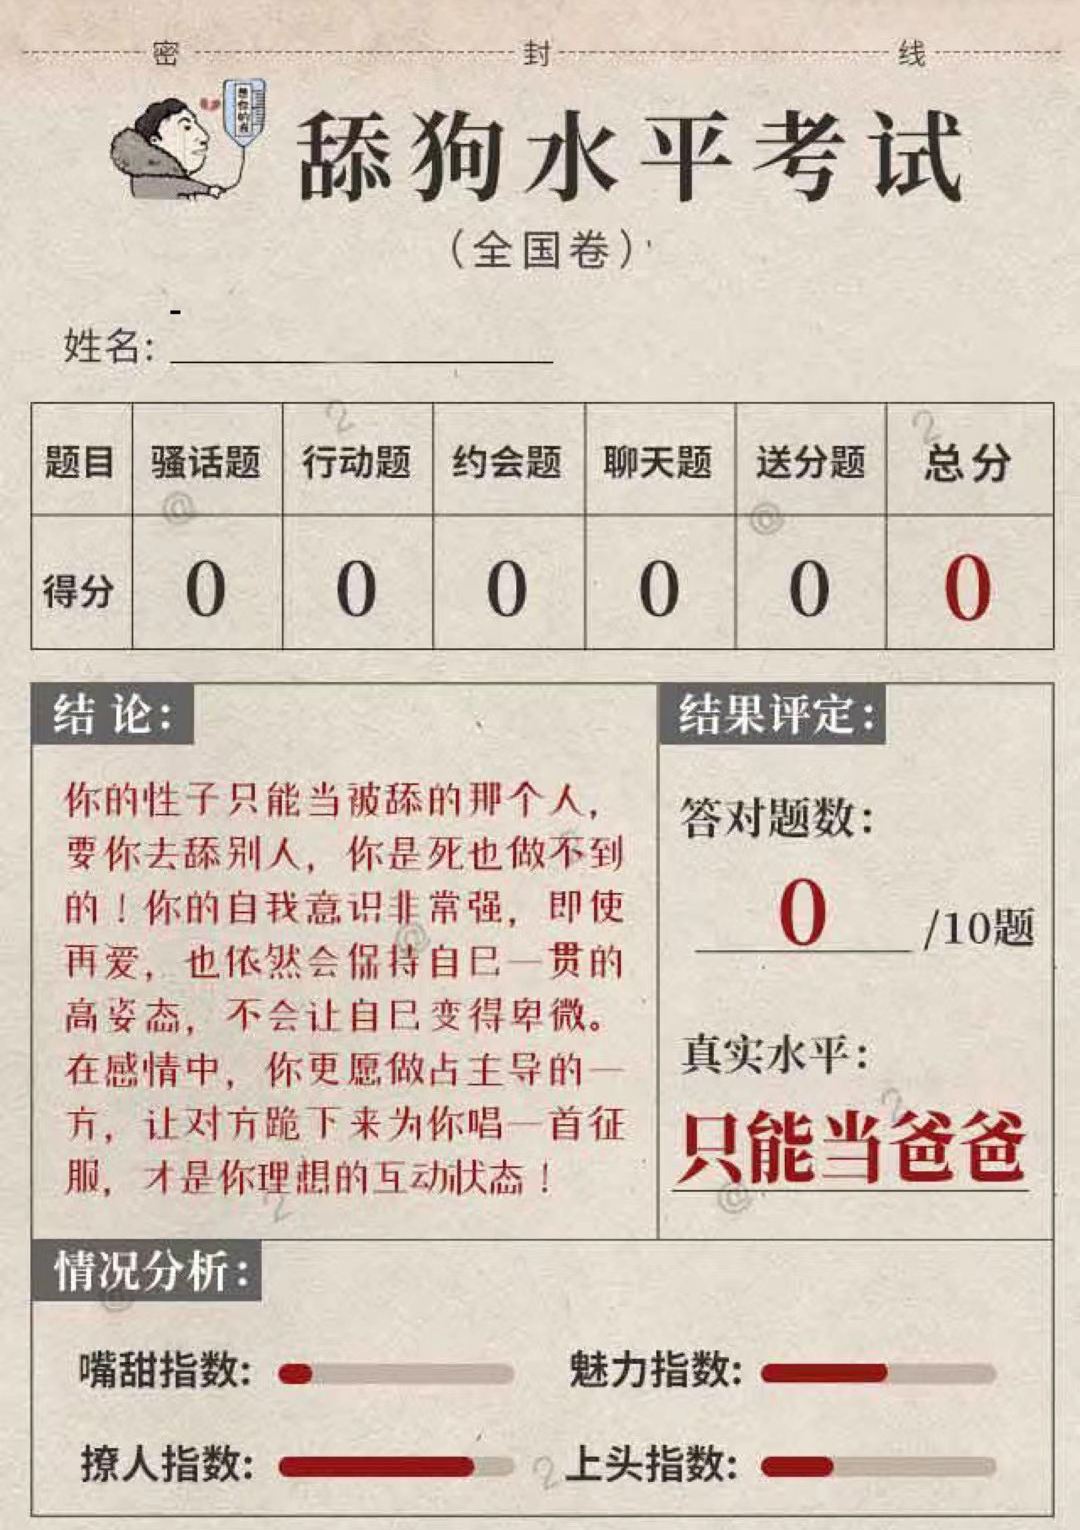 密 封 线
想你的夜
舔狗水平考试
（全国卷）
姓名:
题目 骚话题 行动题 约会题 聊天题 送分题 总分
得分 0 0 0 0 0 0
结论：
你的性子只能当被舔的那个人，
要你去舔别人，你是死也做不到
的！你的自我意识非常强，即使
再爱，也依然会保持自己一贯的
高姿态，不会让自己变得卑微。
在感情中，你更愿做占主导的一
方，让对方跪下来为你唱一首征
服，才是你理想的互动状态！
结果评定：
答对题数：
0 /10题
真实水平：
只能当爸爸
情况分析：
嘴甜指数:
魅力指数:
撩人指数:
上头指数: